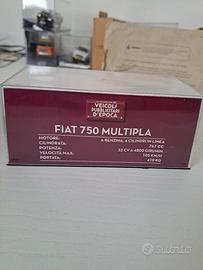 VEICOLI
PUBBLICITARI
D'EPOCA
FIAT 750 MULTIPLA
MOTORE: A BENZINA, 4 CILINDRI IN LINEA
CILINDRATA: 767 CC
POTENZA: 32 CV A 4800 GIRI/MIN
VELOCITÀ MAX: 105 KM/H
PORTATA: 410 KG
Subito